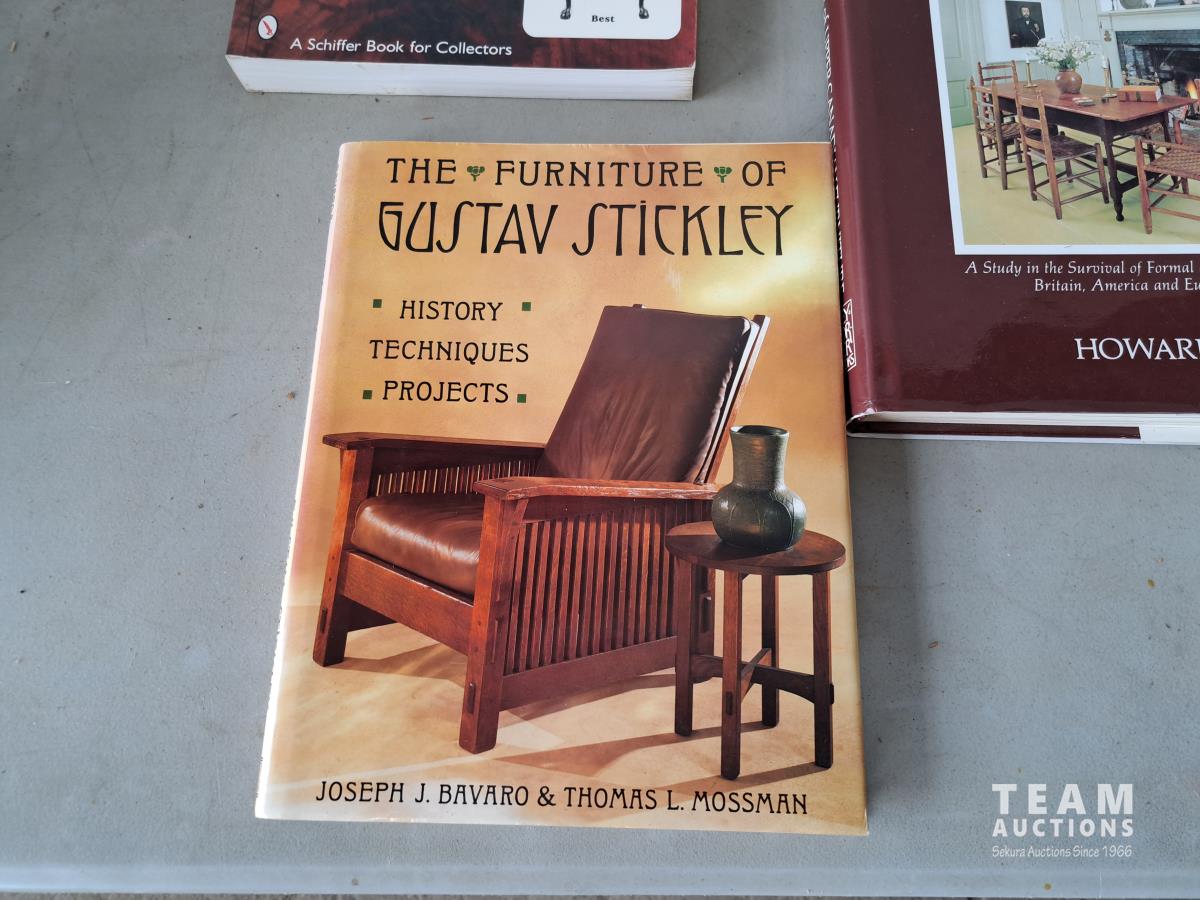 Best
A Schiffer Book for Collectors
THE FURNITURE OF
GUSTAV STICKLEY
HISTORY
TECHNIQUES
PROJECTS
JOSEPH J. BAVARO & THOMAS L. MOSSMAN
A Study in the Survival of Formal
Britain, America and
TEAM
AUCTIONS
Sekura Auctions Since 1966